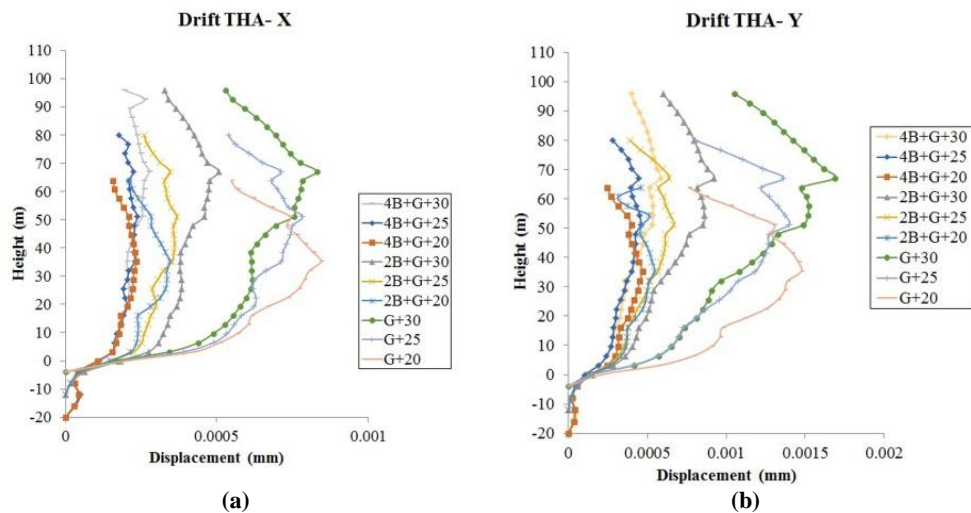 Drift THA- X
110
100
90
80
70
60
50
40
30
20
10
0
-10
-20
Height (m)
0
0.0005
0.001
Displacement (mm)
4B+G+30
4B+G+25
4B+G+20
2B+G+30
2B+G+25
2B+G+20
G+30
G+25
G+20
(a)
Drift THA- Y
110
100
90
80
70
60
50
40
30
20
10
0
-10
-20
Height (m)
0
0.0005
0.001
0.0015
0.002
Displacement (mm)
4B+G+30
4B+G+25
4B+G+20
2B+G+30
2B+G+25
2B+G+20
G+30
G+25
G+20
(b)